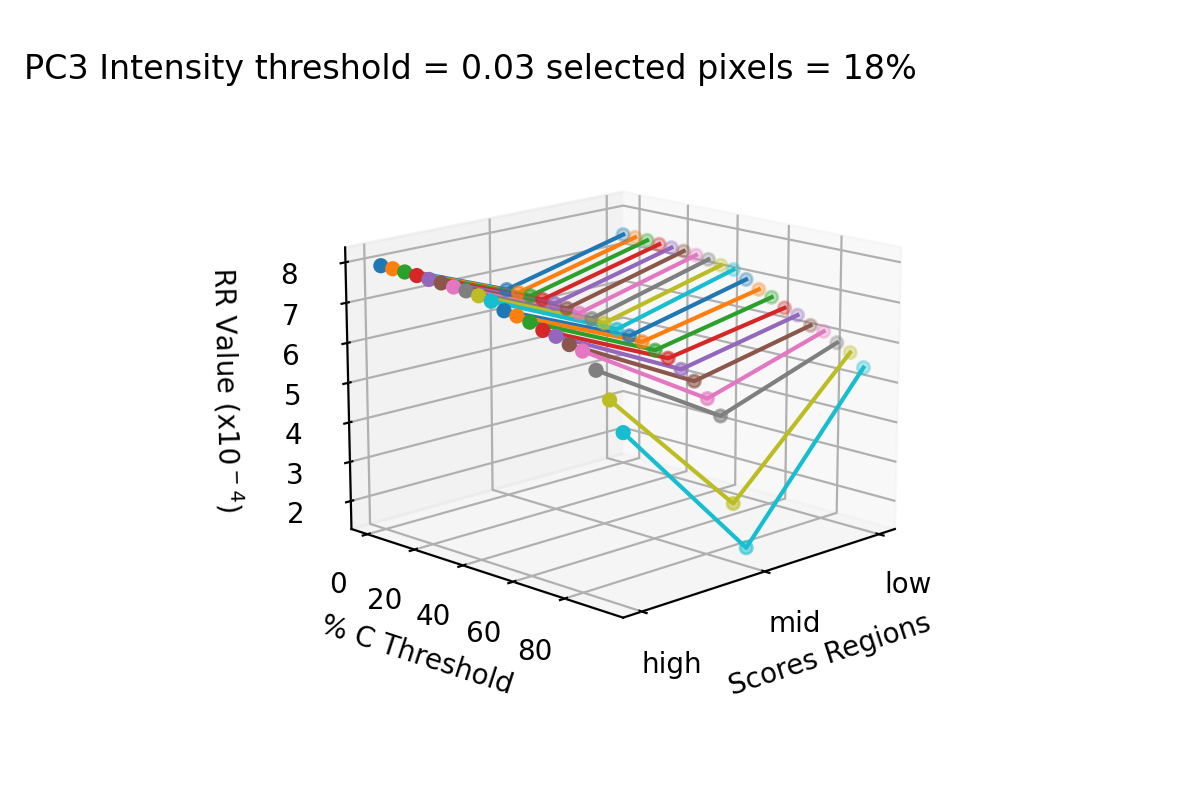 PC3 Intensity threshold = 0.03 selected pixels = 18%
RR Value (x10⁻⁴)
8
7
6
5
4
3
2
0
20
40
60
80
% C Threshold
high
mid
low
Scores Regions